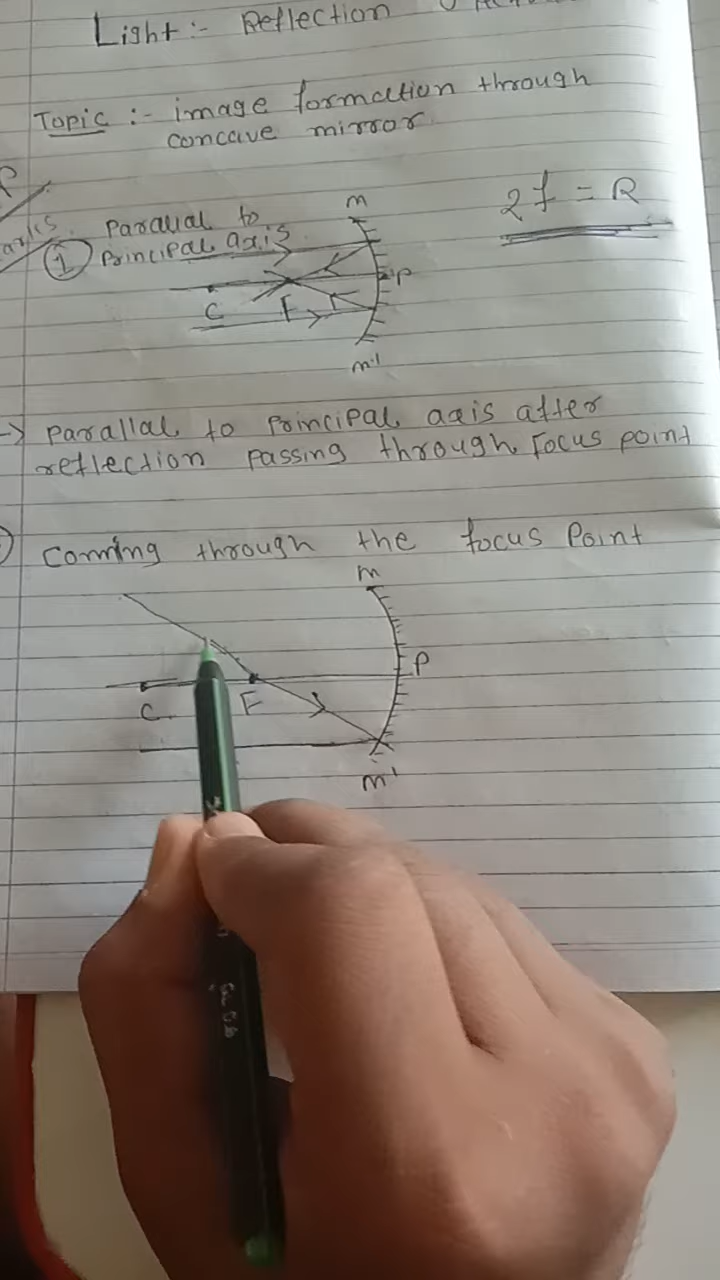 Light :- Reflection
Topic :- image formation through
concave mirror.
2f = R
M
① Parallal to
Principal axis
P
C
F
M'
→ Parallal to Principal axis after
reflection passing through Focus point
Coming through the focus Point
M
P
C
F
M'